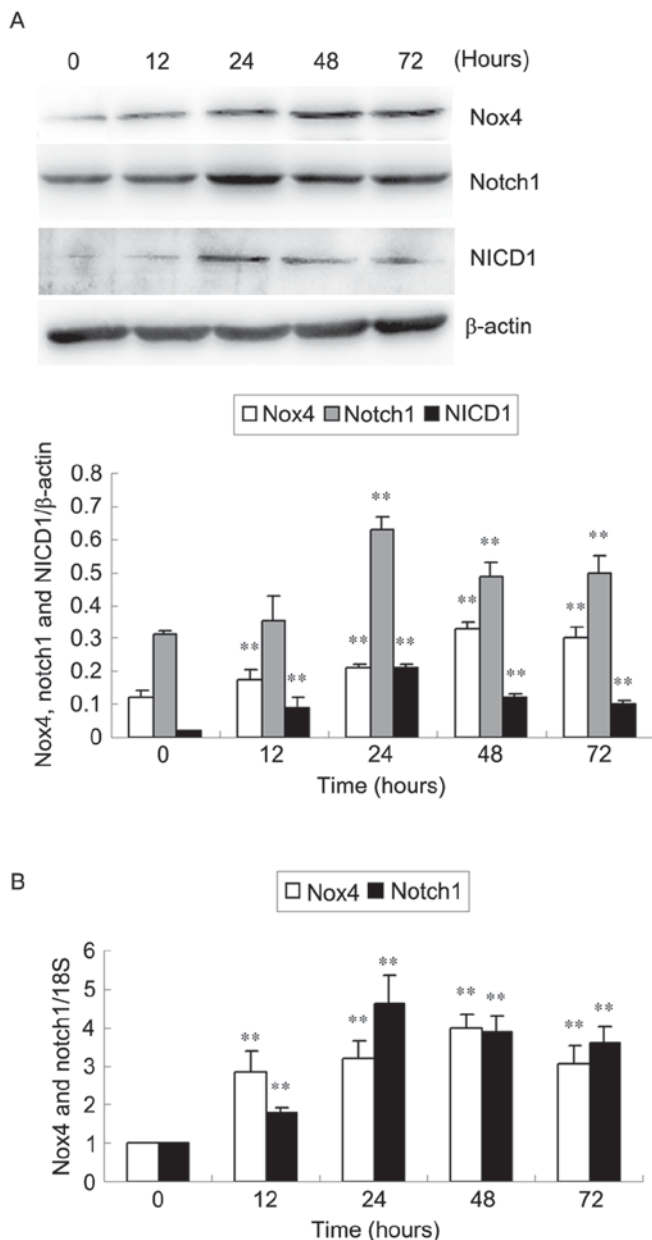 A
0 12 24 48 72 (Hours)
Nox4
Notch1
NICD1
β-actin
Nox4 Notch1 NICD1
Nox4, notch1 and NICD1/β-actin
0.8
0.7
0.6
0.5
0.4
0.3
0.2
0.1
0
**
**
**
**
**
**
**
**
**
**
**
0 12 24 48 72
Time (hours)
B
Nox4 Notch1
Nox4 and notch1/18S
6
5
4
3
2
1
0
**
**
**
**
**
**
**
**
0 12 24 48 72
Time (hours)